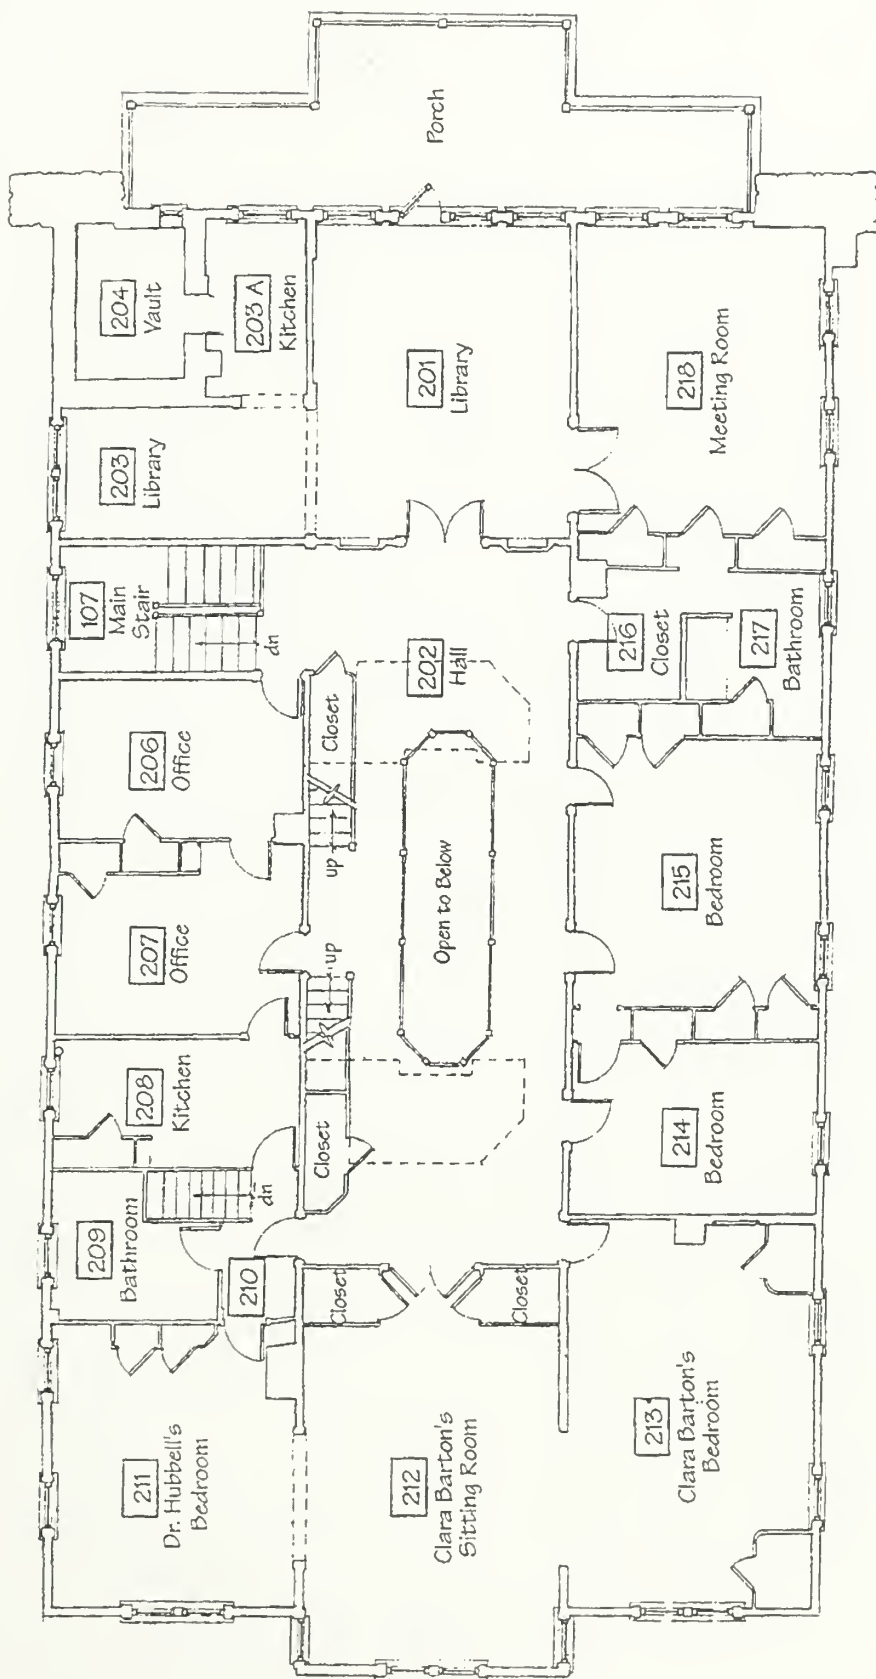 Porch
204
Vault
203 A
Kitchen
203
Library
201
Library
218
Meeting Room
107
Main
Stair
dn
202
Hall
216
Closet
217
Bathroom
206
Office
Closet
up
Open to Below
215
Bedroom
207
Office
up
208
Kitchen
Closet
214
Bedroom
209
Bathroom
dn
210
Closet
Closet
211
Dr. Hubbell's
Bedroom
212
Clara Barton's
Sitting Room
213
Clara Barton's
Bedroom